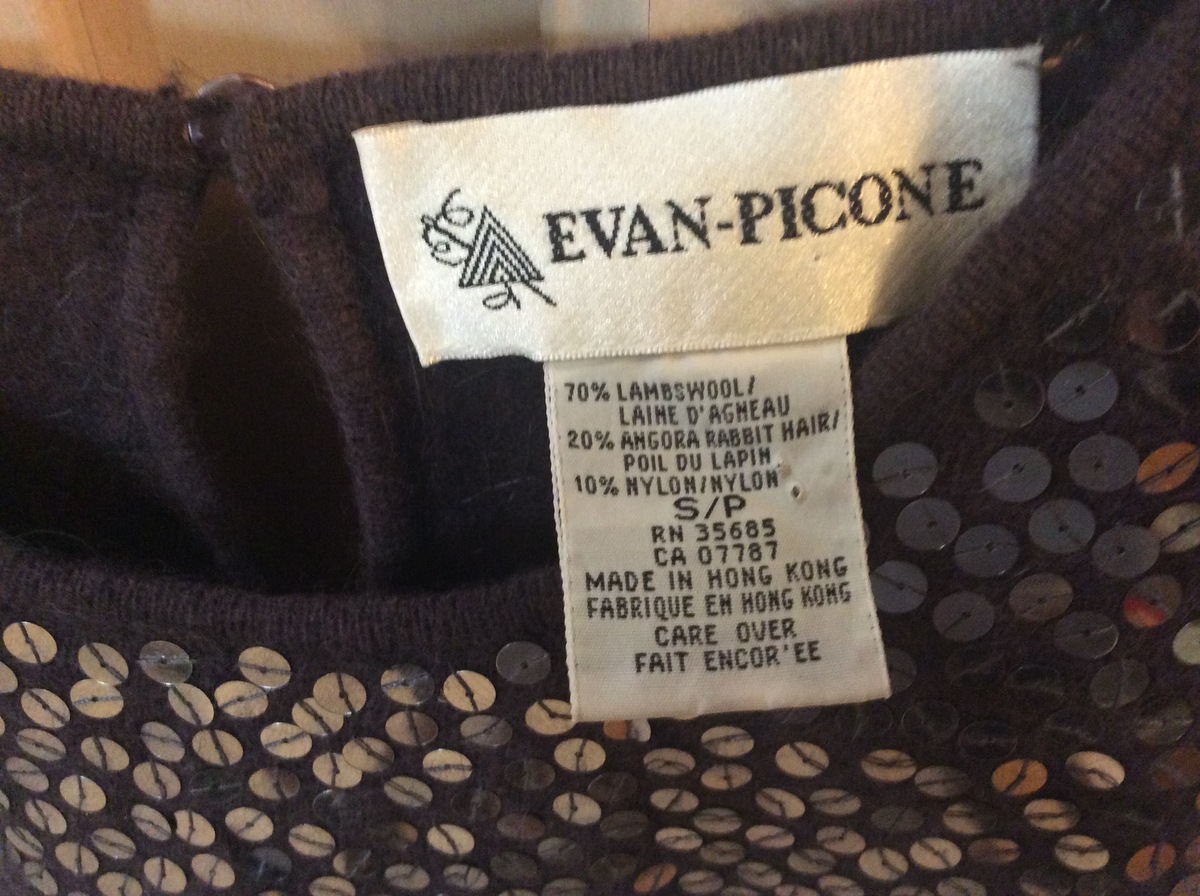 EVAN-PICONE
70% LAMBSWOOL/
LAINE D'AGNEAU
20% ANGORA RABBIT HAIR/
POIL DU LAPIN
10% NYLON/NYLON
S/P
RN 35685
CA 07787
MADE IN HONG KONG
FABRIQUE EN HONG KONG
CARE OVER
FAIT ENCOR'EE